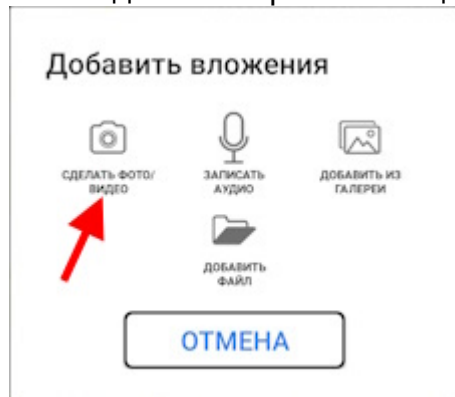 Добавить вложения
СДЕЛАТЬ ФОТО/
ВИДЕО
ЗАПИСАТЬ
АУДИО
ДОБАВИТЬ ИЗ
ГАЛЕРЕИ
ДОБАВИТЬ
ФАЙЛ
ОТМЕНА